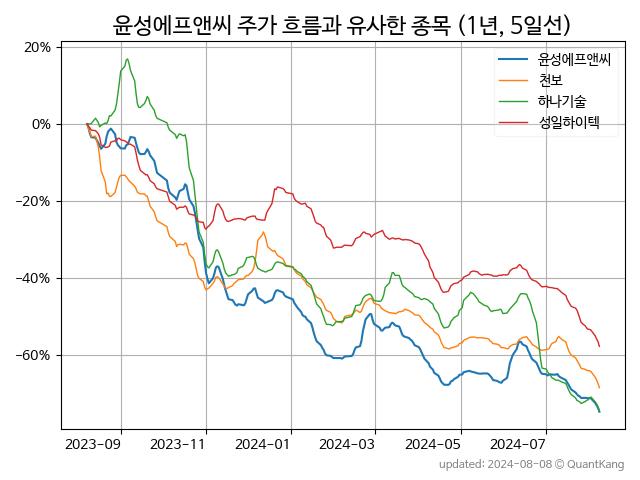 윤성에프앤씨 주가 흐름과 유사한 종목 (1년, 5일선)
20%
0%
−20%
−40%
−60%
윤성에프앤씨
천보
하나기술
성일하이텍
2023-09
2023-11
2024-01
2024-03
2024-05
2024-07
updated: 2024-08-08 © QuantKang